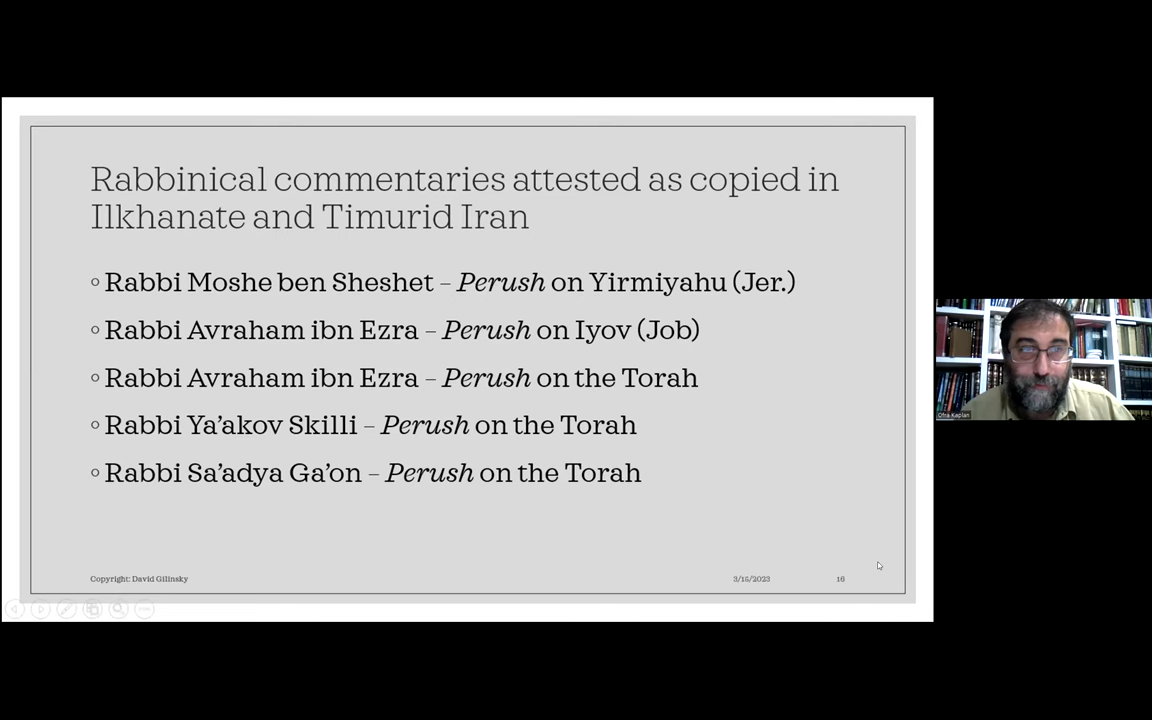 Rabbinical commentaries attested as copied in
Ilkhanate and Timurid Iran
Rabbi Moshe ben Sheshet – Perush on Yirmiyahu (Jer.)
Rabbi Avraham ibn Ezra – Perush on Iyov (Job)
Rabbi Avraham ibn Ezra – Perush on the Torah
Rabbi Ya’akov Skilli – Perush on the Torah
Rabbi Sa’adya Ga’on – Perush on the Torah
Copyright: David Gilinsky 3/15/2023 16
Ofra Kaplan